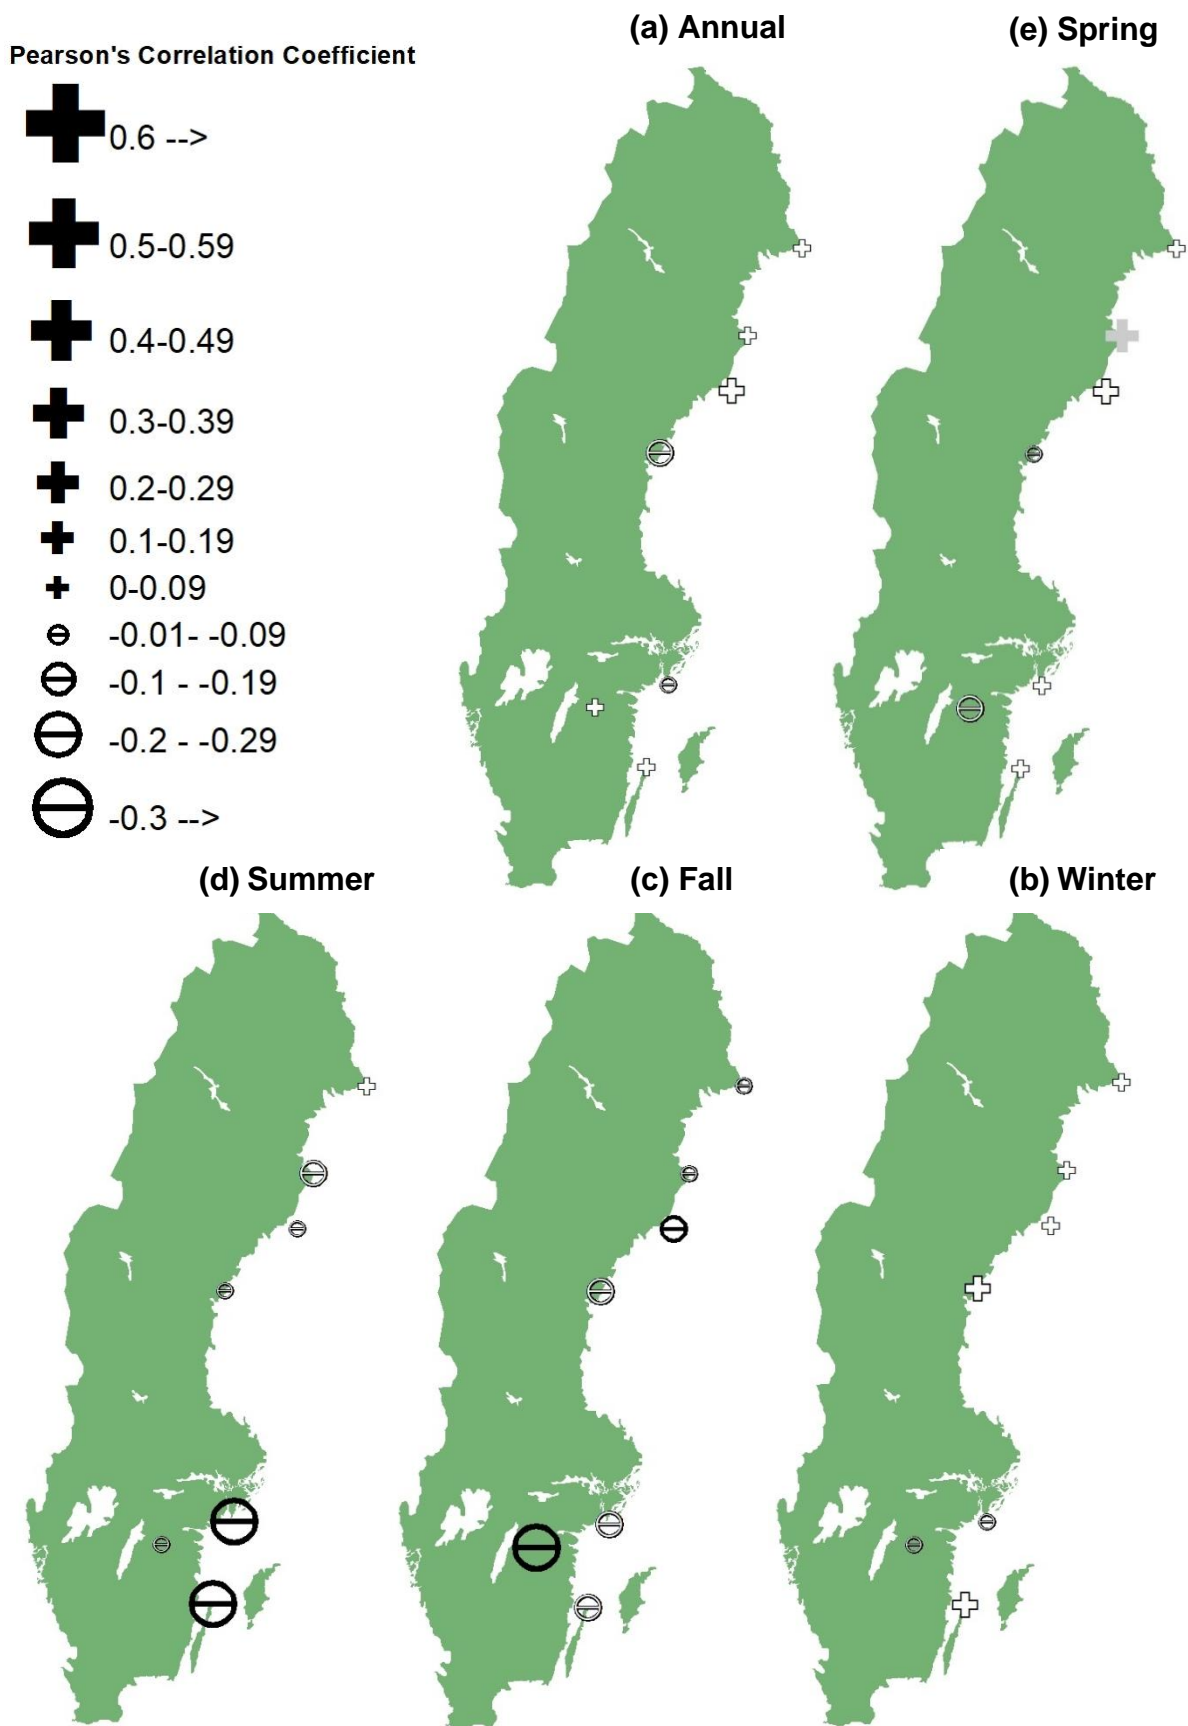 (a) Annual
(e) Spring
Pearson's Correlation Coefficient
0.6 -->
0.5-0.59
0.4-0.49
0.3-0.39
0.2-0.29
0.1-0.19
0-0.09
-0.01- -0.09
-0.1 - -0.19
-0.2 - -0.29
-0.3 -->
(d) Summer
(c) Fall
(b) Winter